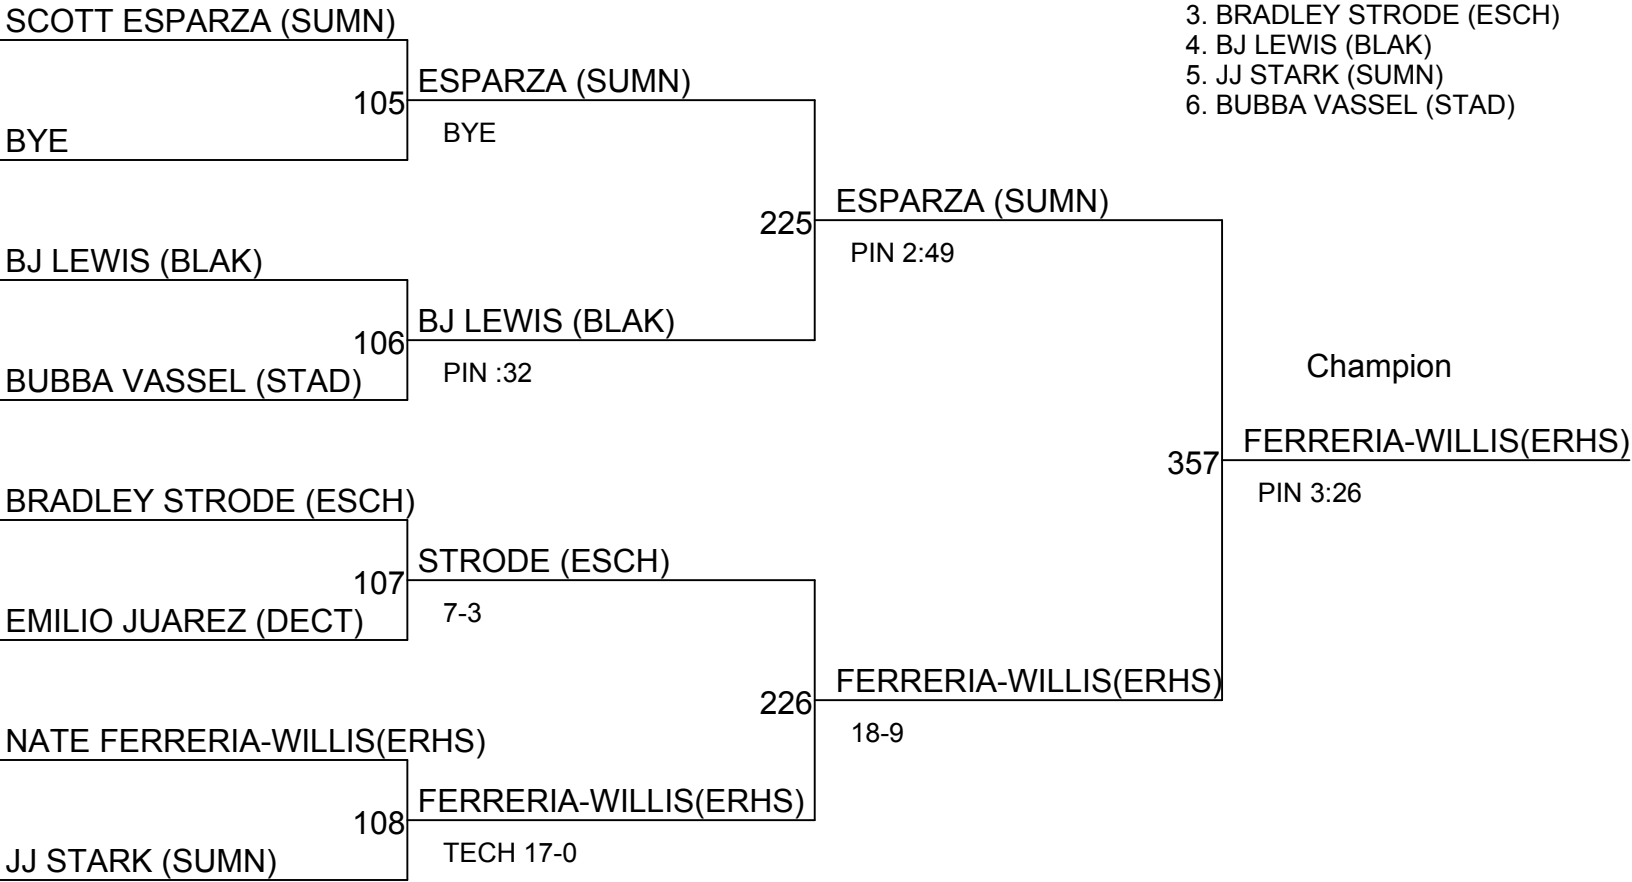 SCOTT ESPARZA (SUMN)
3. BRADLEY STRODE (ESCH)
4. BJ LEWIS (BLAK)
5. JJ STARK (SUMN)
6. BUBBA VASSEL (STAD)
105
ESPARZA (SUMN)
BYE
BYE
225
ESPARZA (SUMN)
PIN 2:49
BJ LEWIS (BLAK)
106
BJ LEWIS (BLAK)
PIN :32
BUBBA VASSEL (STAD)
Champion
357
FERRERIA-WILLIS(ERHS)
PIN 3:26
BRADLEY STRODE (ESCH)
107
STRODE (ESCH)
7-3
EMILIO JUAREZ (DECT)
226
FERRERIA-WILLIS(ERHS)
18-9
NATE FERRERIA-WILLIS(ERHS)
108
FERRERIA-WILLIS(ERHS)
TECH 17-0
JJ STARK (SUMN)